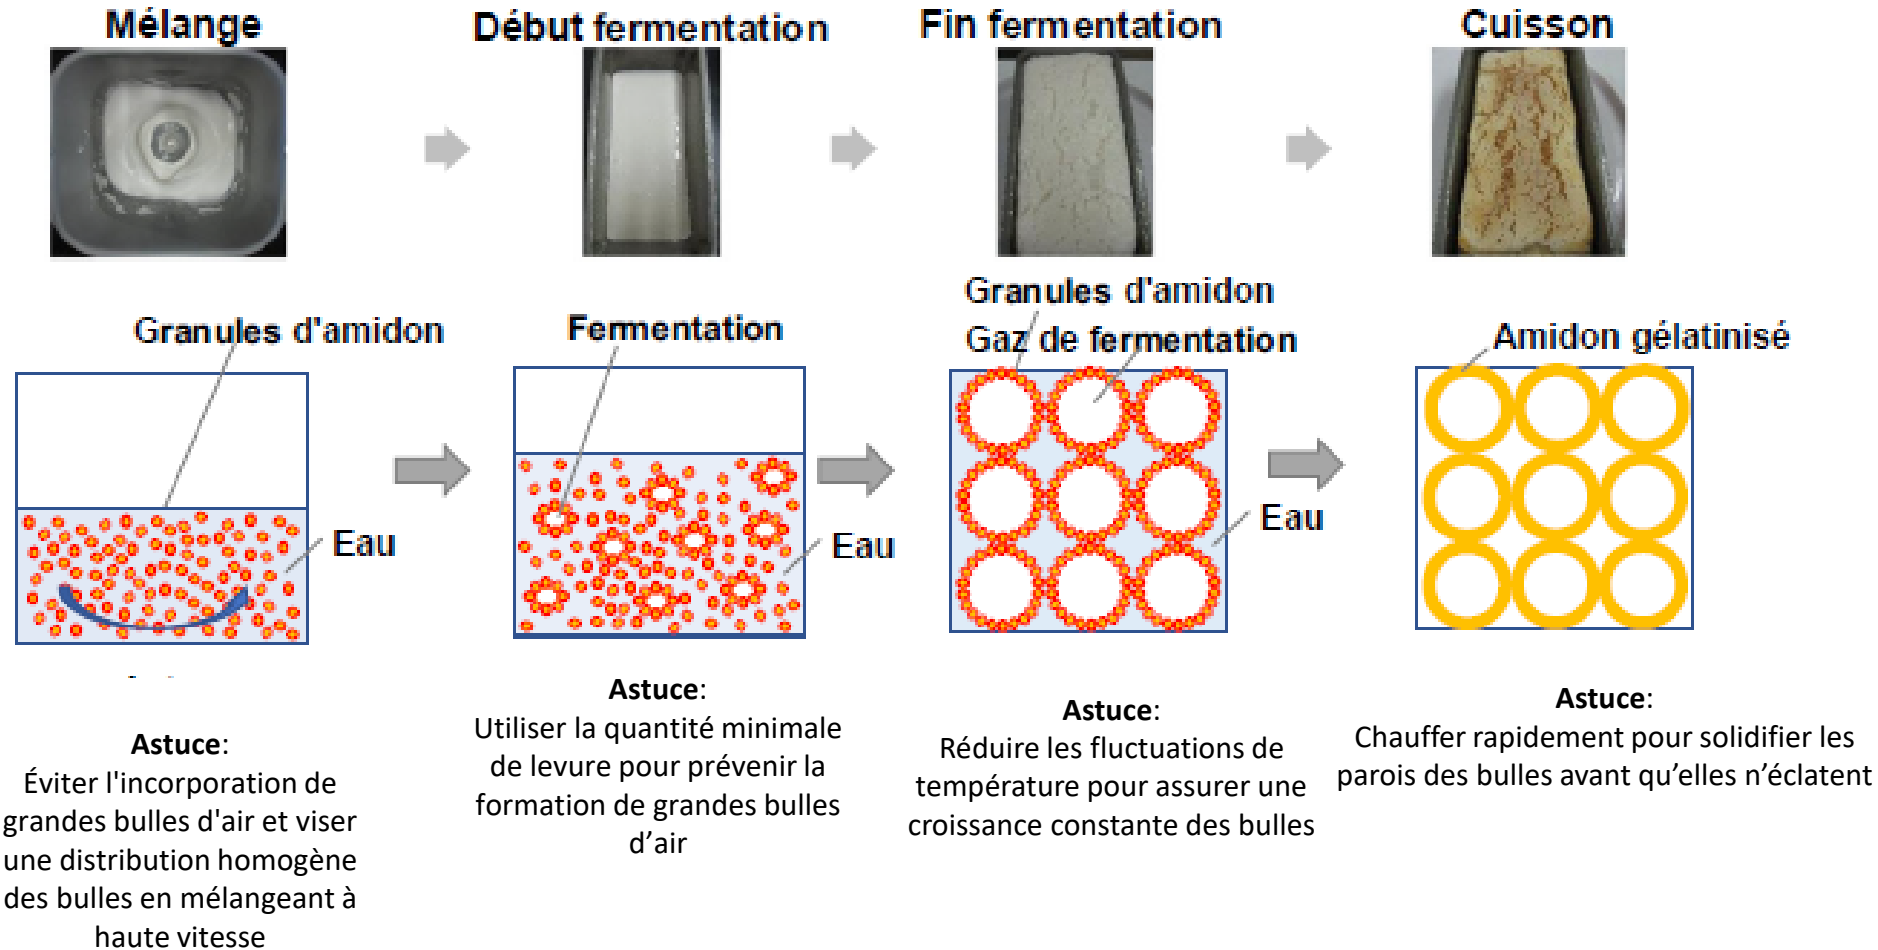 Mélange
Début fermentation
Fin fermentation
Cuisson
Granules d'amidon
Eau
Fermentation
Eau
Granules d'amidon
Gaz de fermentation
Eau
Amidon gélatinisé
Astuce:
Éviter l'incorporation de
grandes bulles d'air et viser
une distribution homogène
des bulles en mélangeant à
haute vitesse
Astuce:
Utiliser la quantité minimale
de levure pour prévenir la
formation de grandes bulles
d’air
Astuce:
Réduire les fluctuations de
température pour assurer une
croissance constante des bulles
Astuce:
Chauffer rapidement pour solidifier les
parois des bulles avant qu’elles n’éclatent